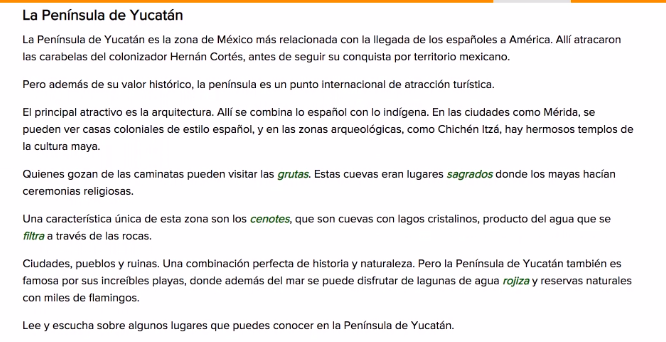 La Península de Yucatán
La Península de Yucatán es la zona de México más relacionada con la llegada de los españoles a América. Allí atracaron
las carabelas del colonizador Hernán Cortés, antes de seguir su conquista por territorio mexicano.
Pero además de su valor histórico, la península es un punto internacional de atracción turística.
El principal atractivo es la arquitectura. Allí se combina lo español con lo indígena. En las ciudades como Mérida, se
pueden ver casas coloniales de estilo español, y en las zonas arqueológicas, como Chichén Itzá, hay hermosos templos de
la cultura maya.
Quienes gozan de las caminatas pueden visitar las grutas. Estas cuevas eran lugares sagrados donde los mayas hacían
ceremonias religiosas.
Una característica única de esta zona son los cenotes, que son cuevas con lagos cristalinos, producto del agua que se
filtra a través de las rocas.
Ciudades, pueblos y ruinas. Una combinación perfecta de historia y naturaleza. Pero la Península de Yucatán también es
famosa por sus increíbles playas, donde además del mar se puede disfrutar de lagunas de agua rojiza y reservas naturales
con miles de flamingos.
Lee y escucha sobre algunos lugares que puedes conocer en la Península de Yucatán.